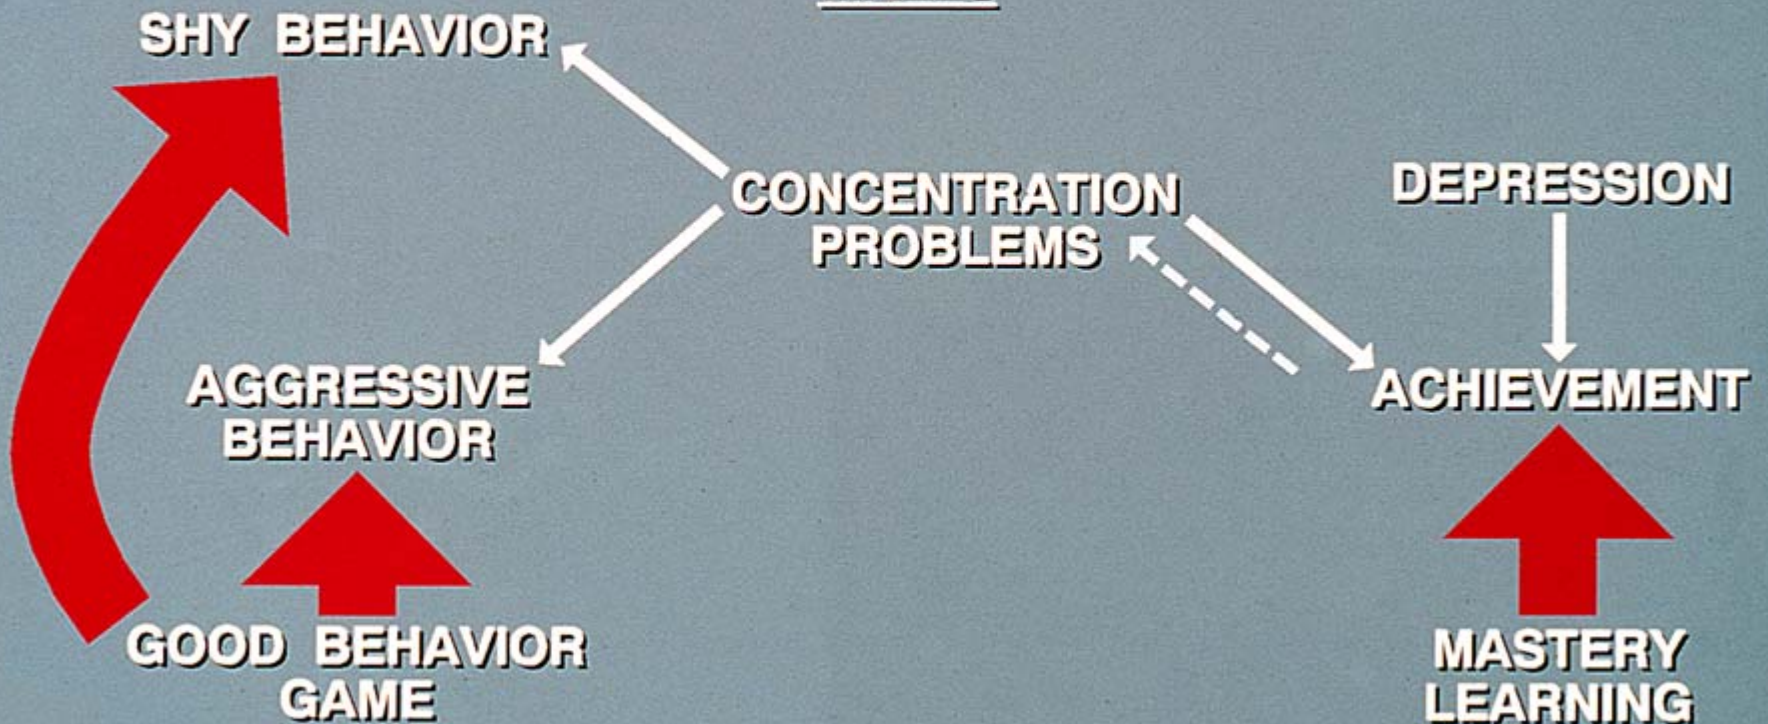 SHY BEHAVIOR
CONCENTRATION
PROBLEMS
DEPRESSION
AGGRESSIVE
BEHAVIOR
ACHIEVEMENT
GOOD BEHAVIOR
GAME
MASTERY
LEARNING